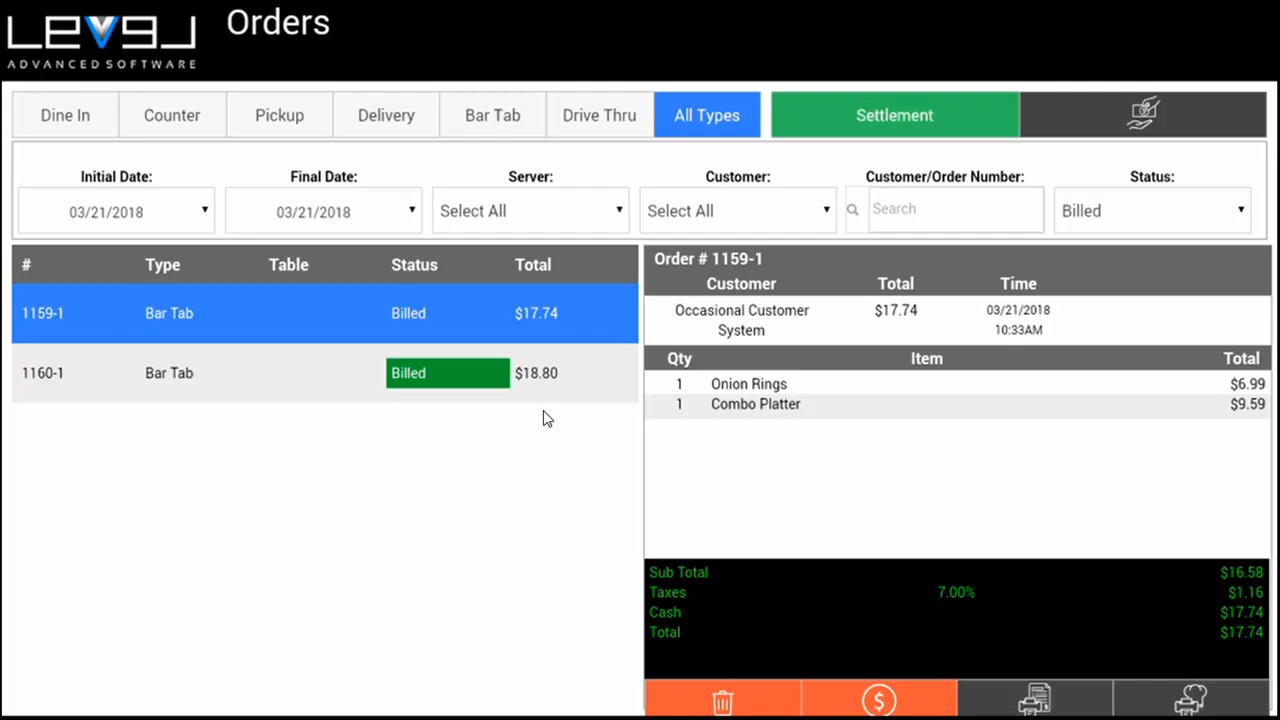 LEVEL Orders
ADVANCED SOFTWARE
Dine In Counter Pickup Delivery Bar Tab Drive Thru All Types Settlement
Initial Date: Final Date: Server: Customer: Customer/Order Number: Status:
03/21/2018 03/21/2018 Select All Select All Search Billed
# Type Table Status Total
1159-1 Bar Tab Billed $17.74
1160-1 Bar Tab Billed $18.80
Order # 1159-1
Customer Total Time
Occasional Customer $17.74 03/21/2018
System 10:33AM
Qty Item Total
1 Onion Rings $6.99
1 Combo Platter $9.59
Sub Total $16.58
Taxes 7.00% $1.16
Cash $17.74
Total $17.74
$